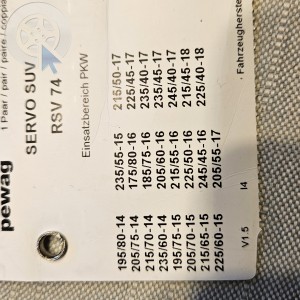 pewag
1 Paar / pair / paire / coppia
SERVO SUV
RSV 74
Einsatzbereich PKW
195/80-14 235/55-15 215/50-17
205/75-14 175/80-16 225/45-17
215/70-14 185/75-16 235/45-17
235/60-14 205/60-16 235/40-17
195/75-15 215/55-16 245/40-17
205/70-15 225/50-16 215/45-18
215/65-15 245/45-16 225/40-18
225/60-15 205/55-17
V1.5 I4 Fahrzeugherste